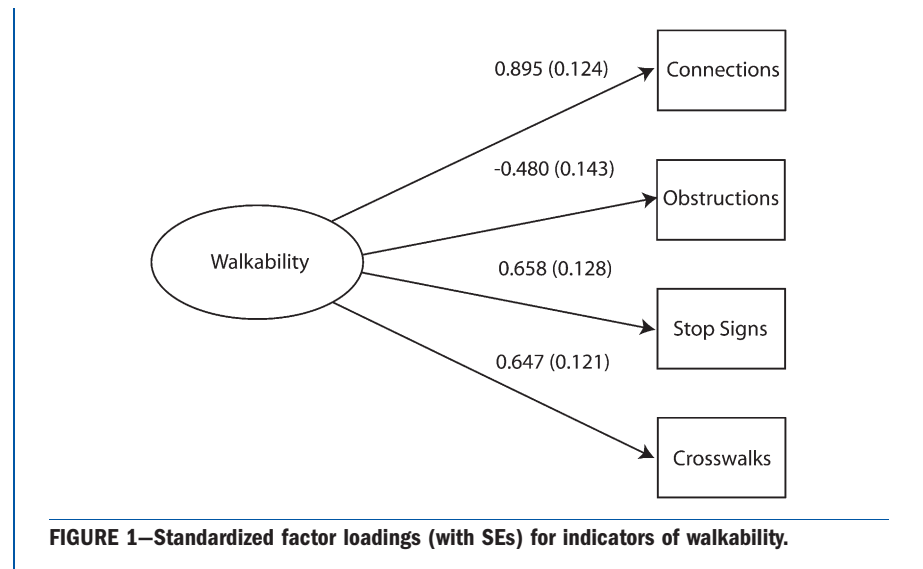 0.895 (0.124)
Connections
-0.480 (0.143)
Obstructions
Walkability
0.658 (0.128)
Stop Signs
0.647 (0.121)
Crosswalks
FIGURE 1—Standardized factor loadings (with SEs) for indicators of walkability.